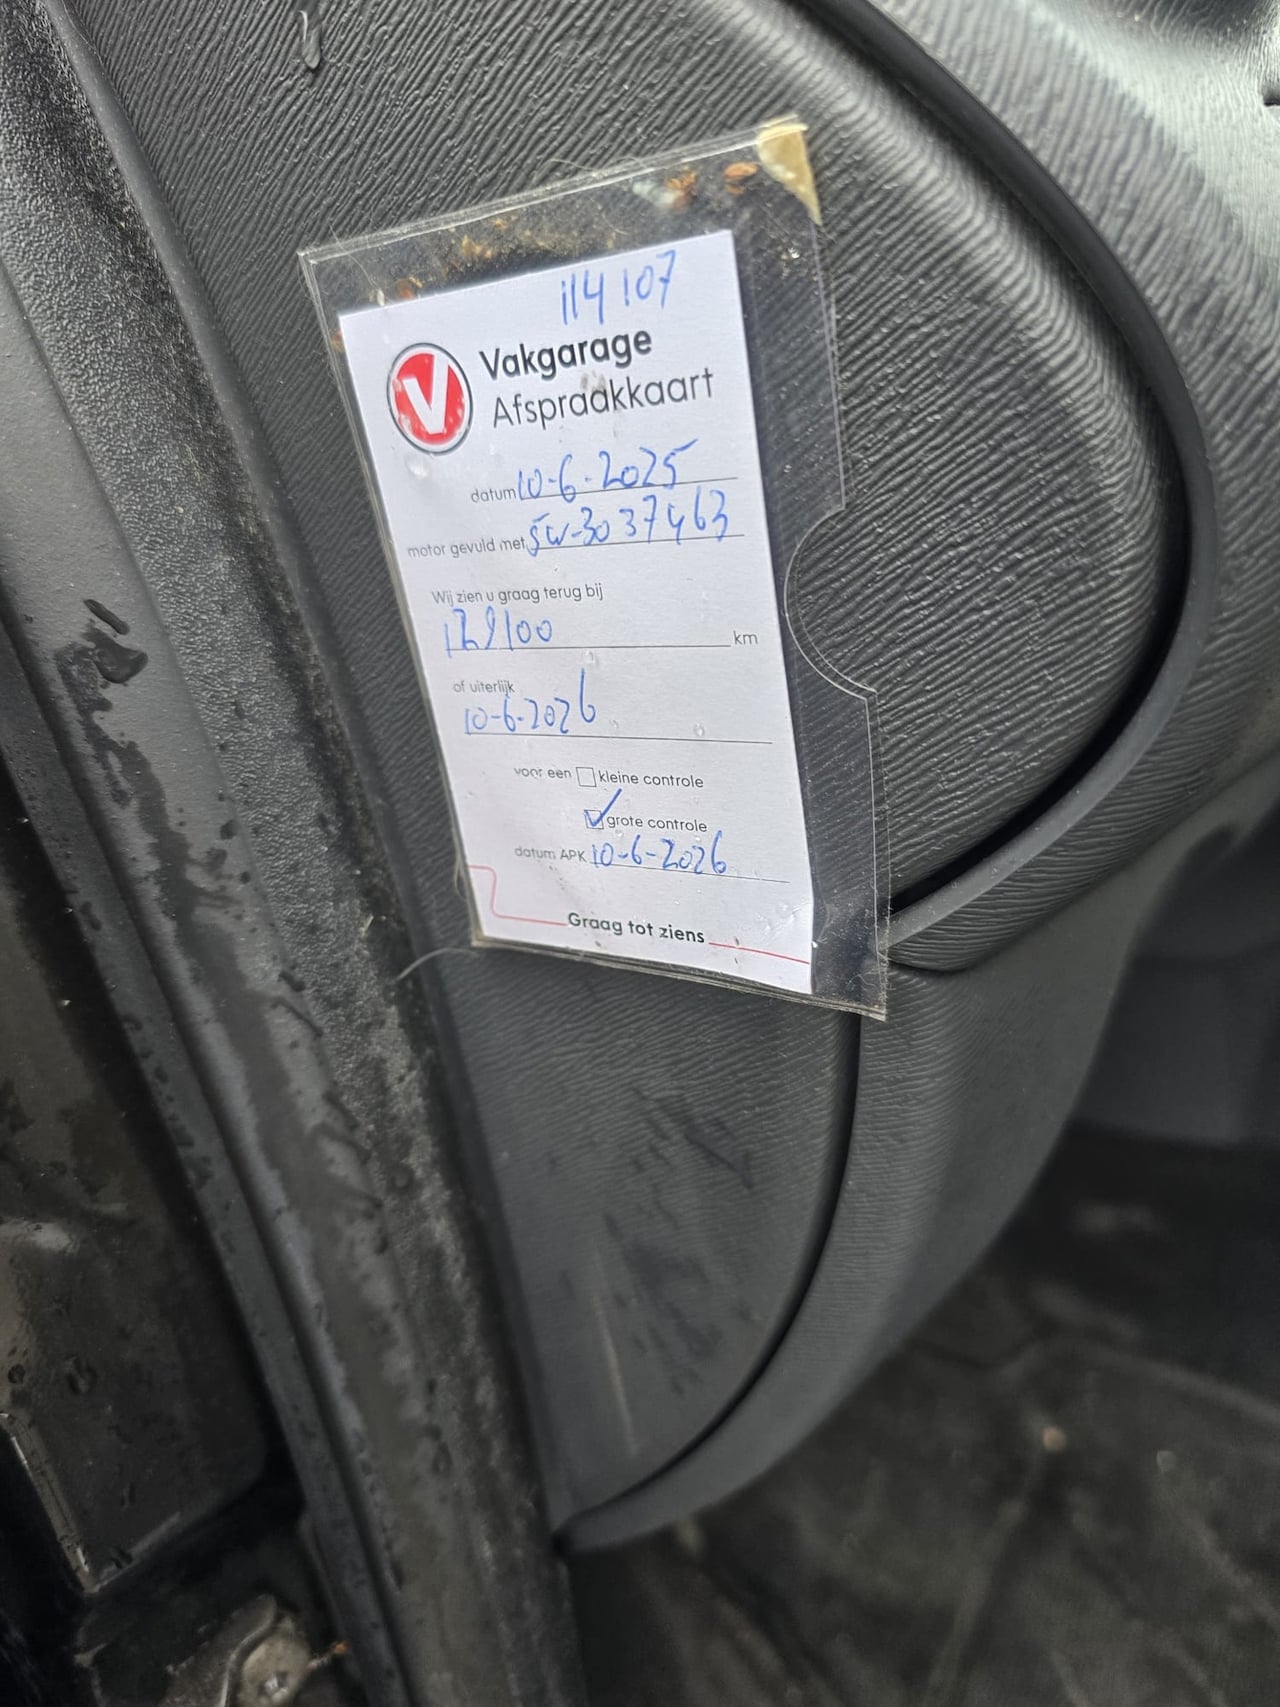 114107
V
Vakgarage
Afspraakkaart
datum 10-6-2025
motor gevuld met 5W-30 37463
Wij zien u graag terug bij
129100 km
of uiterlijk
10-6-2026
voor een kleine controle
grote controle
datum APK 10-6-2026
Graag tot ziens